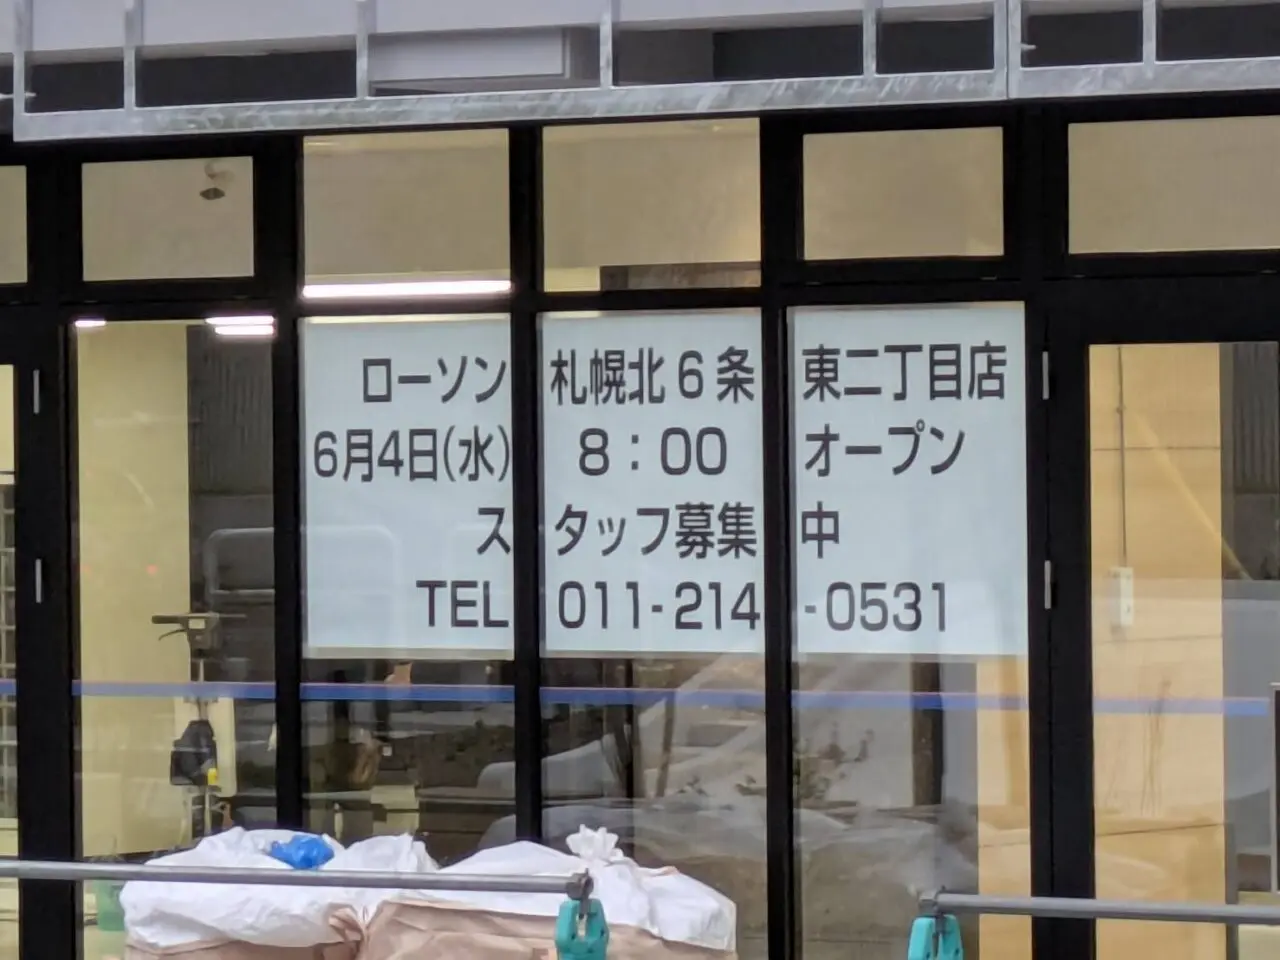 ローソン札幌北6条東二丁目店
6月4日(水) 8:00 オープン
スタッフ募集中
TEL 011-214-0531